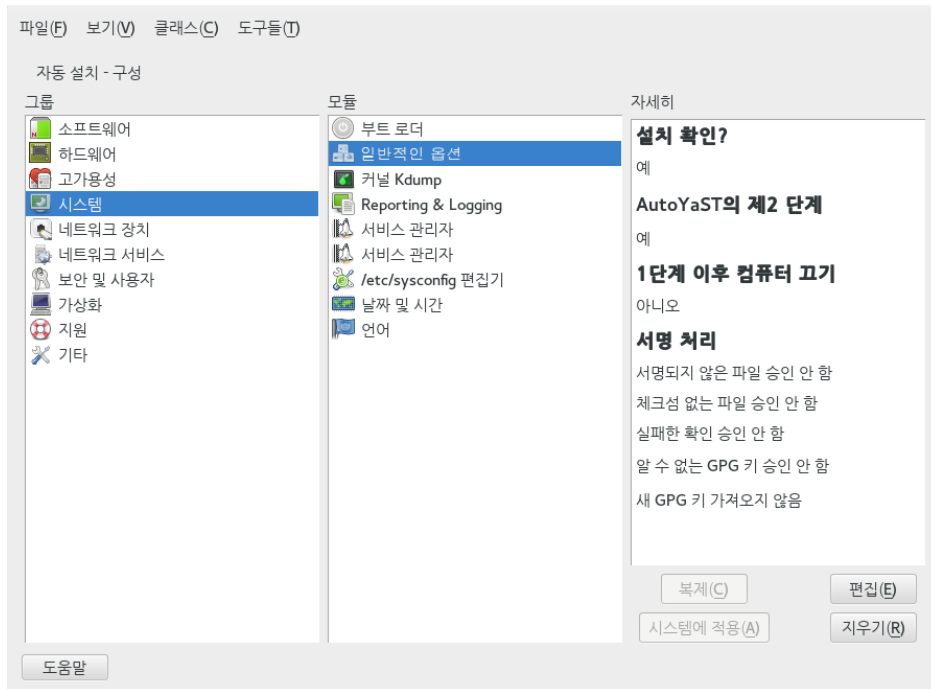 파일(F) 보기(V) 클래스(C) 도구들(T)
자동 설치 - 구성
그룹
소프트웨어
하드웨어
고가용성
시스템
네트워크 장치
네트워크 서비스
보안 및 사용자
가상화
지원
기타
모듈
부트 로더
일반적인 옵션
커널 Kdump
Reporting & Logging
서비스 관리자
서비스 관리자
/etc/sysconfig 편집기
날짜 및 시간
언어
자세히
설치 확인?
예
AutoYaST의 제2 단계
예
1단계 이후 컴퓨터 끄기
아니오
서명 처리
서명되지 않은 파일 승인 안 함
체크섬 없는 파일 승인 안 함
실패한 확인 승인 안 함
알 수 없는 GPG 키 승인 안 함
새 GPG 키 가져오지 않음
복제(C)
편집(E)
시스템에 적용(A)
지우기(R)
도움말